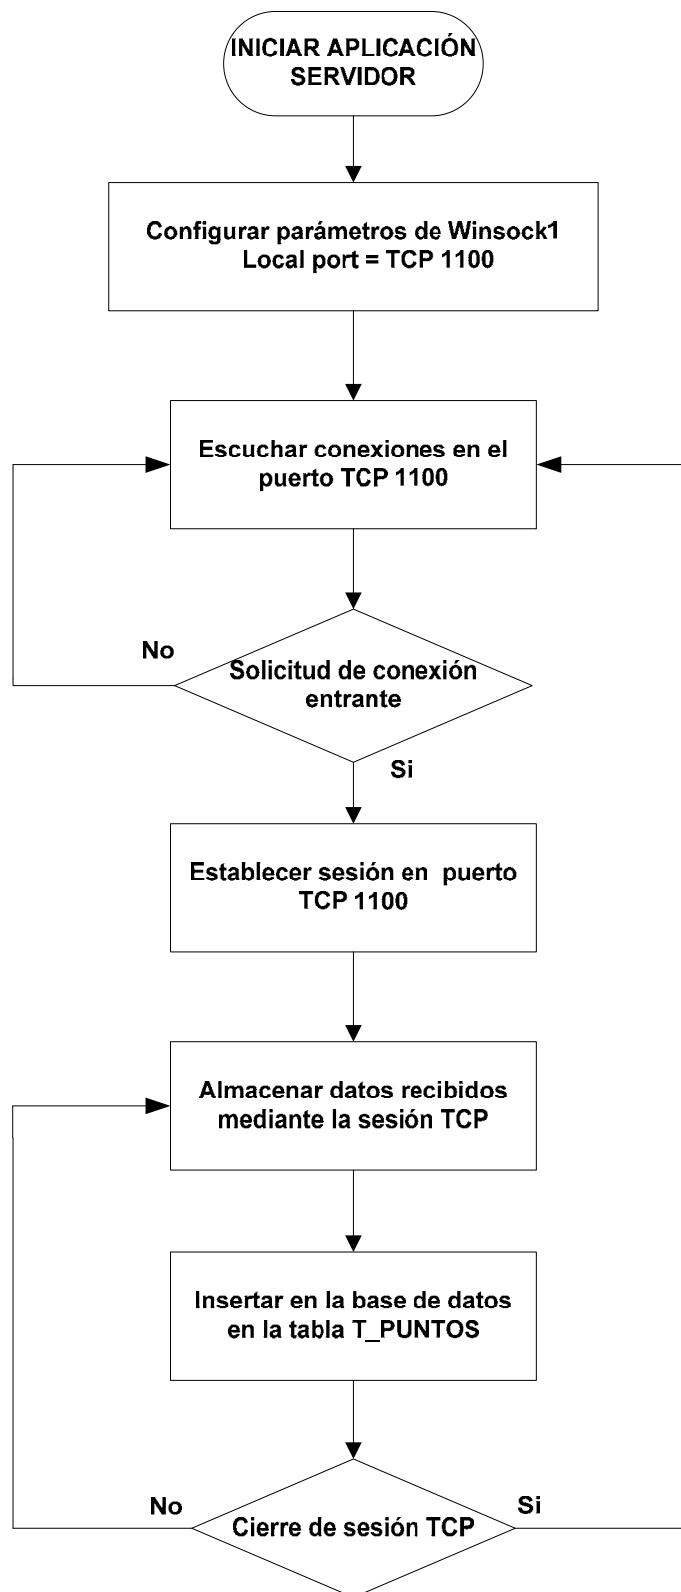 INICIAR APLICACIÓN
SERVIDOR
Configurar parámetros de Winsock1
Local port = TCP 1100
Escuchar conexiones en el
puerto TCP 1100
No
Solicitud de conexión
entrante
Si
Establecer sesión en puerto
TCP 1100
Almacenar datos recibidos
mediante la sesión TCP
Insertar en la base de datos
en la tabla T_PUNTOS
No
Si
Cierre de sesión TCP